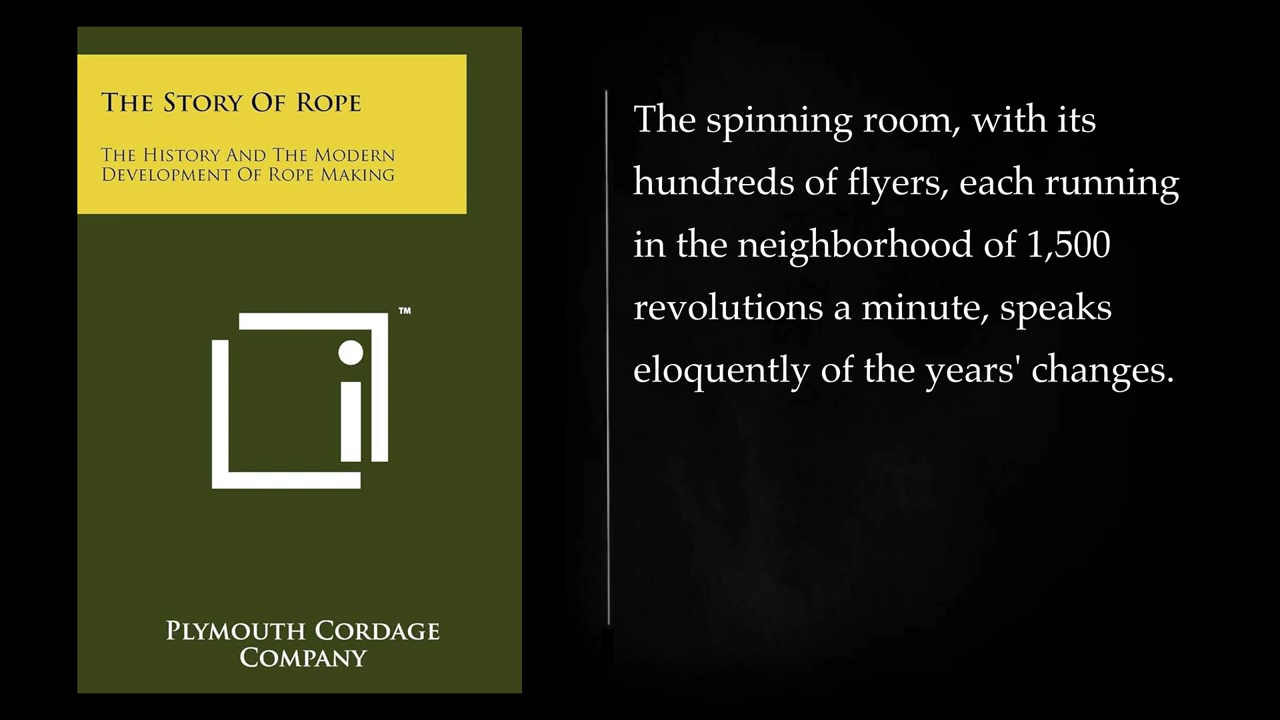 The Story Of Rope
The History And The Modern
Development Of Rope Making
TM
Plymouth Cordage
Company
The spinning room, with its
hundreds of flyers, each running
in the neighborhood of 1,500
revolutions a minute, speaks
eloquently of the years' changes.